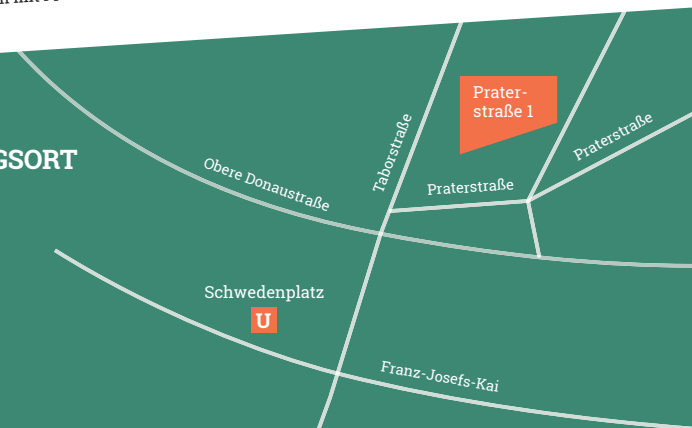 GSORT
Obere Donaustraße
Taborstraße
Prater-
straße 1
Praterstraße
Praterstraße
Schwedenplatz
U
Franz-Josefs-Kai